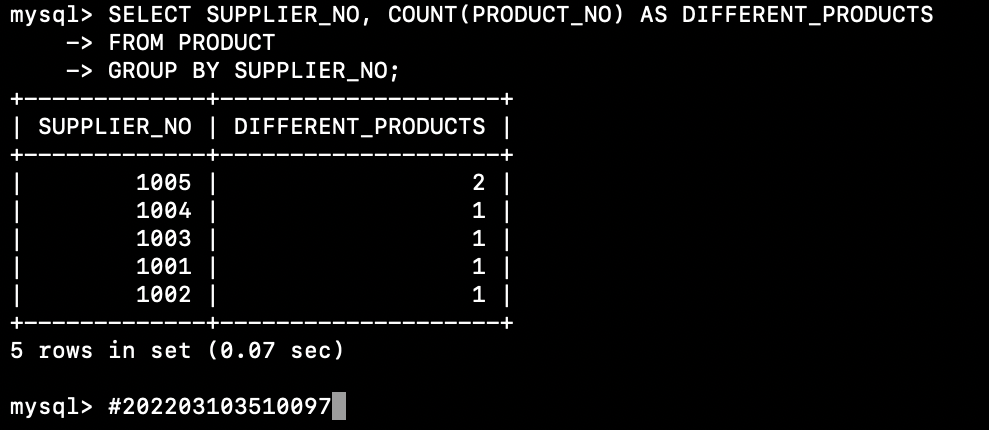 mysql> SELECT SUPPLIER_NO, COUNT(PRODUCT_NO) AS DIFFERENT_PRODUCTS
    -> FROM PRODUCT
    -> GROUP BY SUPPLIER_NO;
+-------------+--------------------+
| SUPPLIER_NO | DIFFERENT_PRODUCTS |
+-------------+--------------------+
|        1005 |                  2 |
|        1004 |                  1 |
|        1003 |                  1 |
|        1001 |                  1 |
|        1002 |                  1 |
+-------------+--------------------+
5 rows in set (0.07 sec)

mysql> #202203103510097